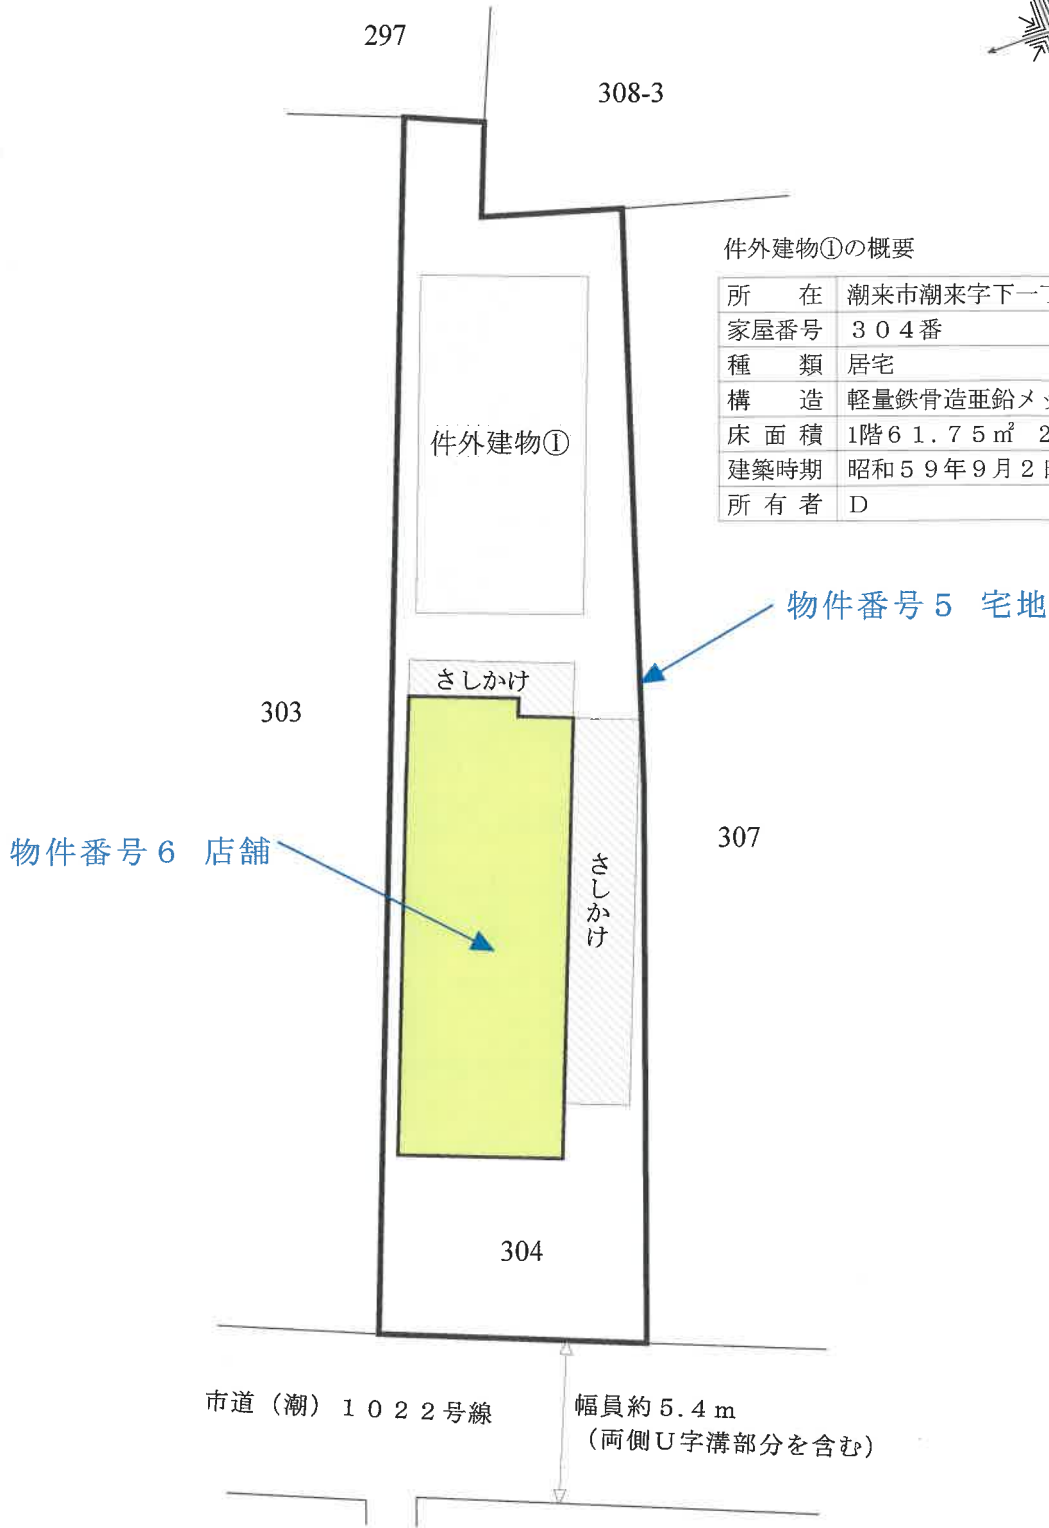 297
308-3
件外建物①の概要
所　在 潮来市潮来字下一丁
家屋番号 ３０４番
種　類 居宅
構　造 軽量鉄骨造亜鉛メッ
床面積 1階６１.７５㎡ 2
建築時期 昭和５９年９月２
所有者 D
件外建物①
物件番号５ 宅地
さしかけ
303
307
物件番号６ 店舗
さしかけ
304
市道（潮）１０２２号線
幅員約５.４ｍ
（両側Ｕ字溝部分を含む）